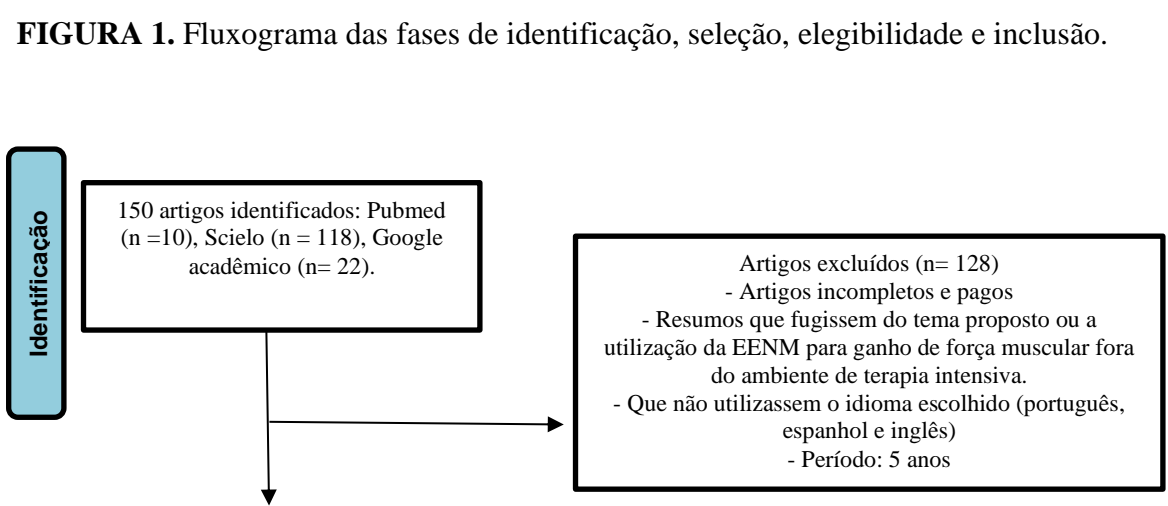 FIGURA 1. Fluxograma das fases de identificação, seleção, elegibilidade e inclusão.
Identificação
150 artigos identificados: Pubmed
(n =10), Scielo (n = 118), Google
acadêmico (n= 22).
Artigos excluídos (n= 128)
- Artigos incompletos e pagos
- Resumos que fugissem do tema proposto ou a
utilização da EENM para ganho de força muscular fora
do ambiente de terapia intensiva.
- Que não utilizassem o idioma escolhido (português,
espanhol e inglês)
- Período: 5 anos